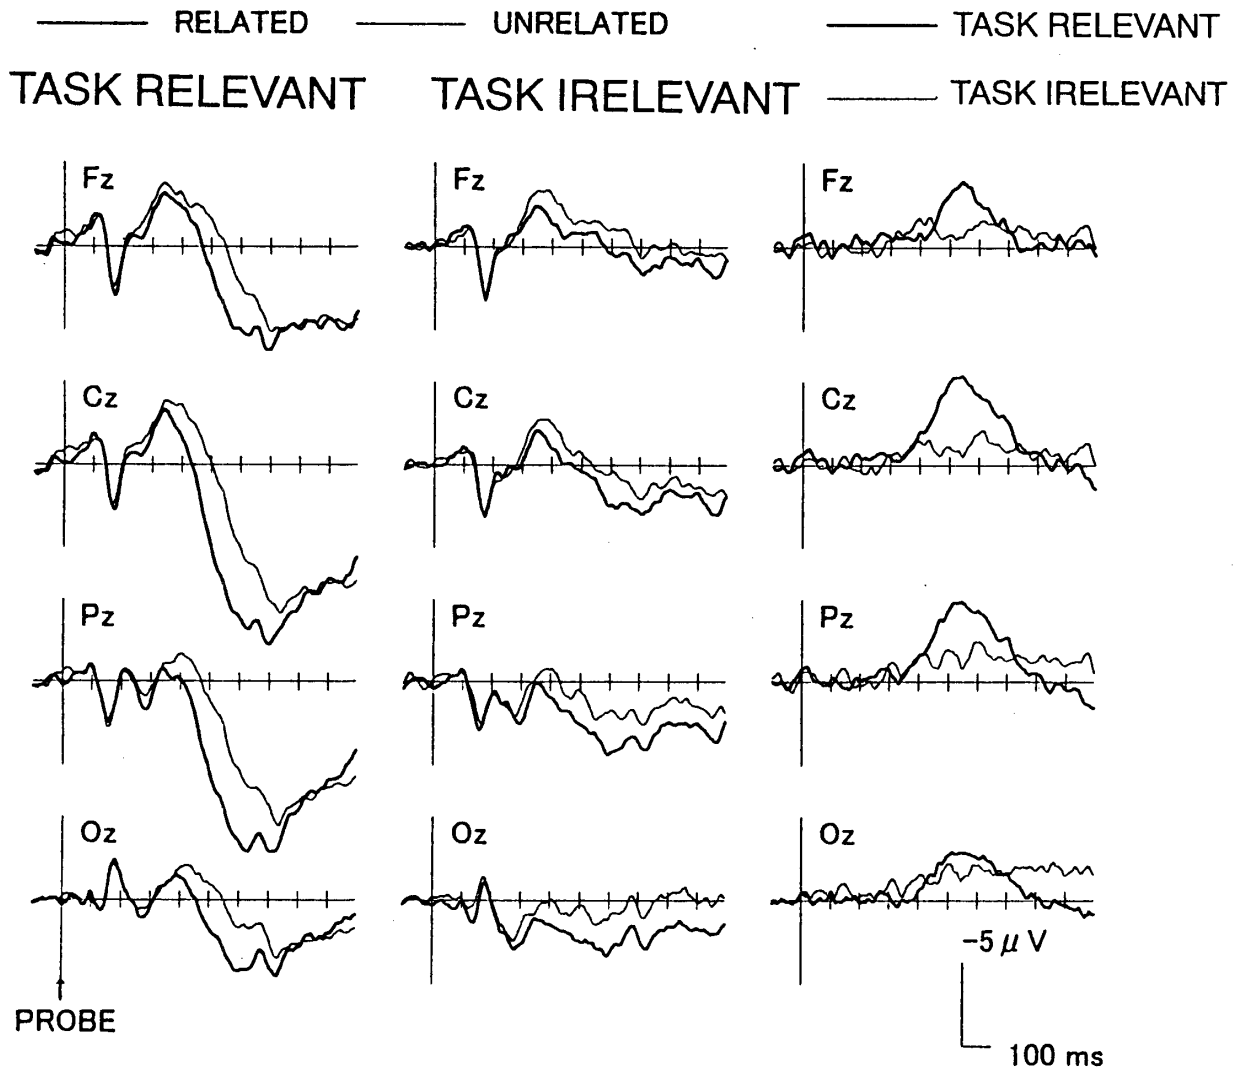 RELATED UNRELATED TASK RELEVANT
TASK RELEVANT TASK IRELEVANT TASK IRELEVANT
Fz Fz Fz
Cz Cz Cz
Pz Pz Pz
Oz Oz Oz
-5 μ V
PROBE
100 ms